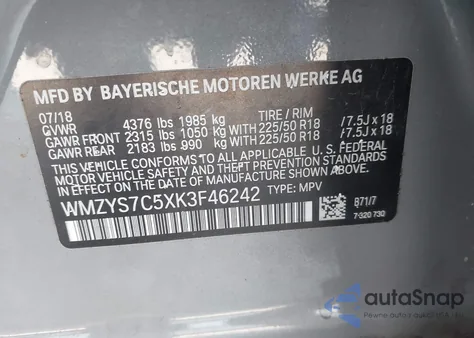 MFD BY BAYERISCHE MOTOREN WERKE AG
07/18 TIRE / RIM
GVWR 4376 lbs 1985 kg
GAWR FRONT 2315 lbs 1050 kg WITH 225/50 R18 /7.5J x 18
GAWR REAR 2183 lbs 990 kg WITH 225/50 R18 /7.5J x 18
THIS VEHICLE CONFORMS TO ALL APPLICABLE U.S. FEDERAL
MOTOR VEHICLE SAFETY, BUMPER, AND THEFT PREVENTION
STANDARDS IN EFFECT ON THE DATE OF MANUFACTURE
SHOWN ABOVE.
WMZYS7C5XK3F46242 TYPE: MPV
B71/7
7 320 730
autoSnap